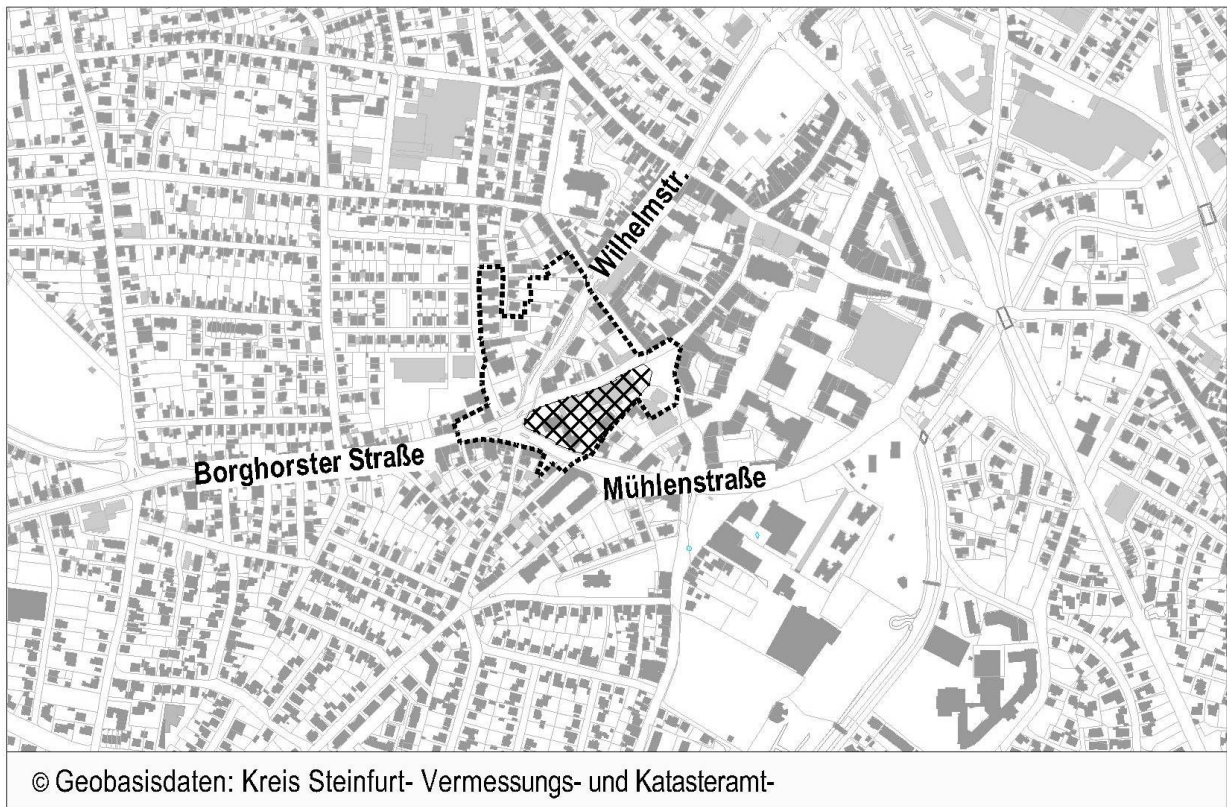 Wilhelmstr.
Borghorster Straße
Mühlenstraße
© Geobasisdaten: Kreis Steinfurt- Vermessungs- und Katasteramt-